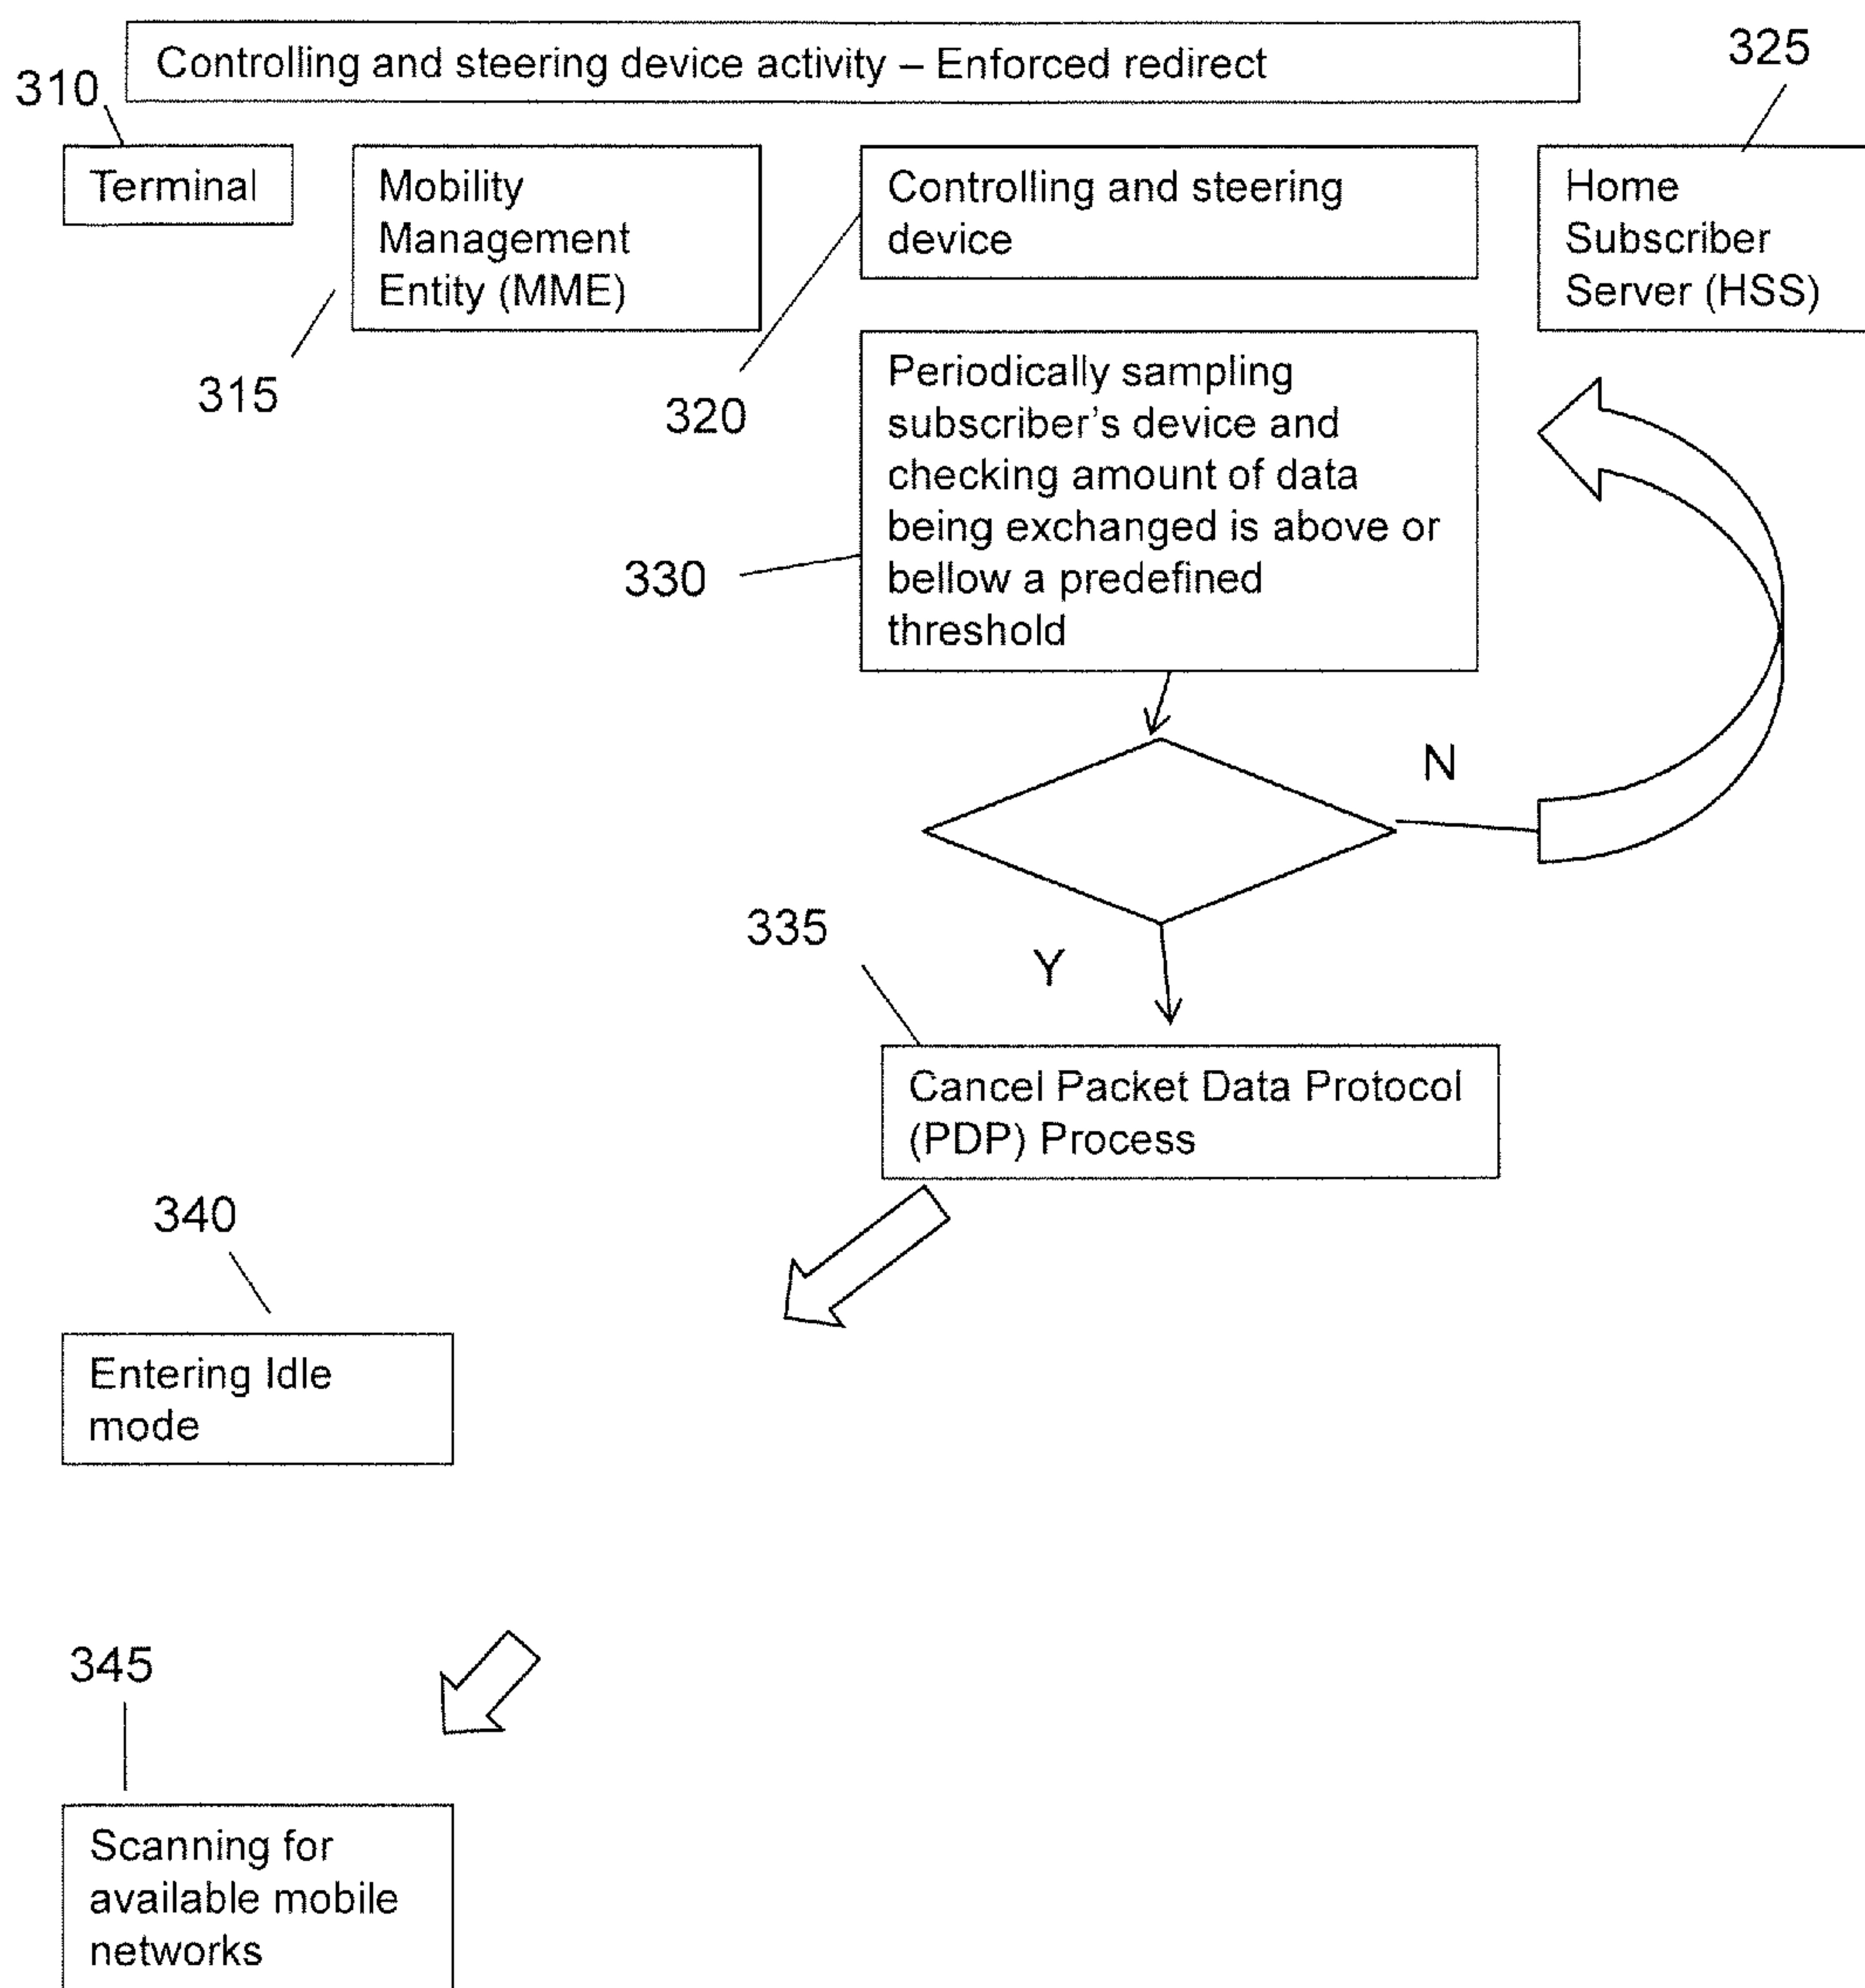 Controlling and steering device activity – Enforced redirect
325
310
Terminal
Mobility
Management
Entity (MME)
Controlling and steering
device
Home
Subscriber
Server (HSS)
315
320
Periodically sampling
subscriber's device and
checking amount of data
being exchanged is above or
bellow a predefined
threshold
330
N
335
Y
Cancel Packet Data Protocol
(PDP) Process
340
Entering Idle
mode
345
Scanning for
available mobile
networks